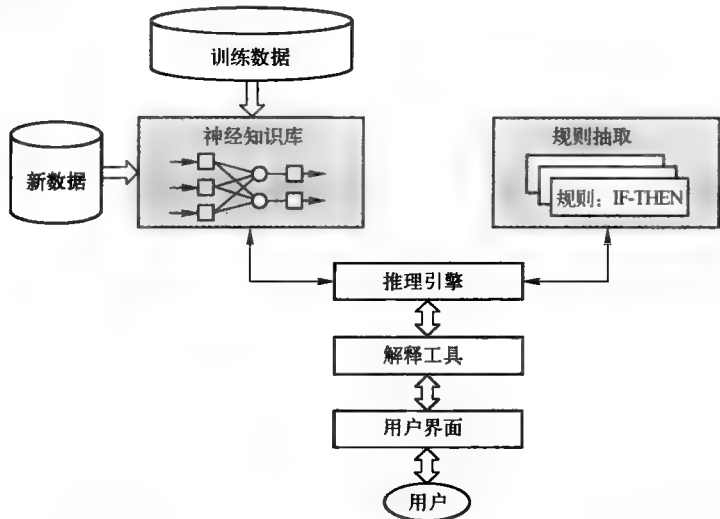 训练数据
神经知识库
规则抽取
新数据
规则：IF-THEN
推理引擎
解释工具
用户界面
用户